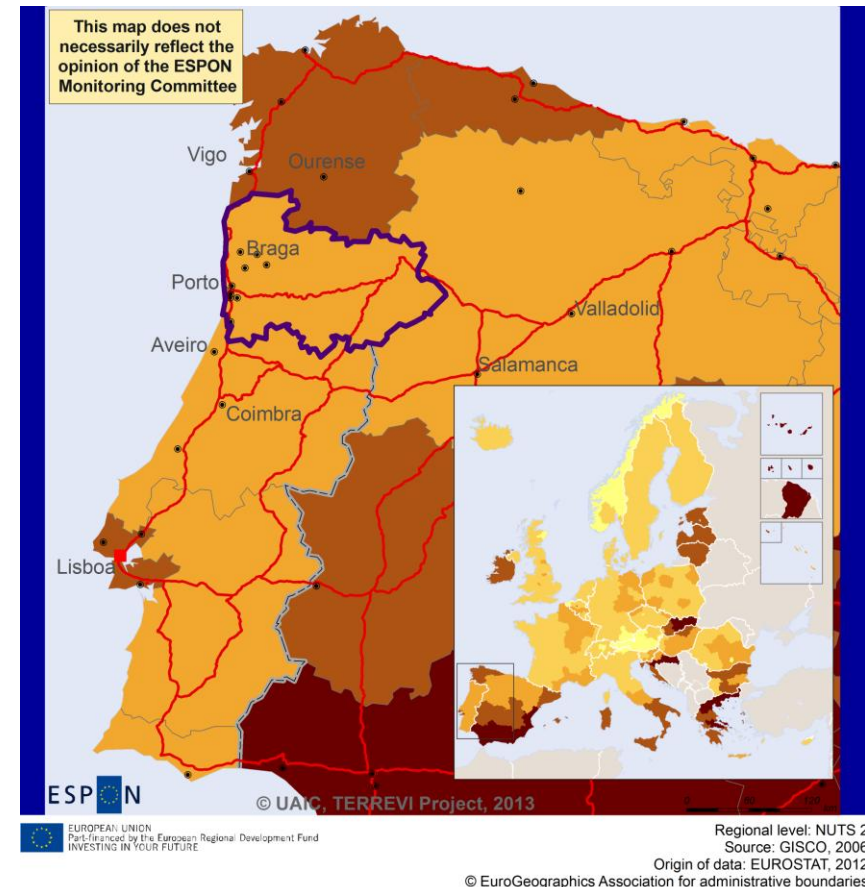 This map does not
necessarily reflect the
opinion of the ESPON
Monitoring Committee
Vigo
Ourense
Braga
Porto
Valladolid
Aveiro
Salamanca
Coimbra
Lisboa
ESPON
© UAIC, TERREVI Project, 2013
EUROPEAN UNION
Part-financed by the European Regional Development Fund
INVESTING IN YOUR FUTURE
Regional level: NUTS 2
Source: GISCO, 2006
Origin of data: EUROSTAT, 2012
© EuroGeographics Association for administrative boundaries